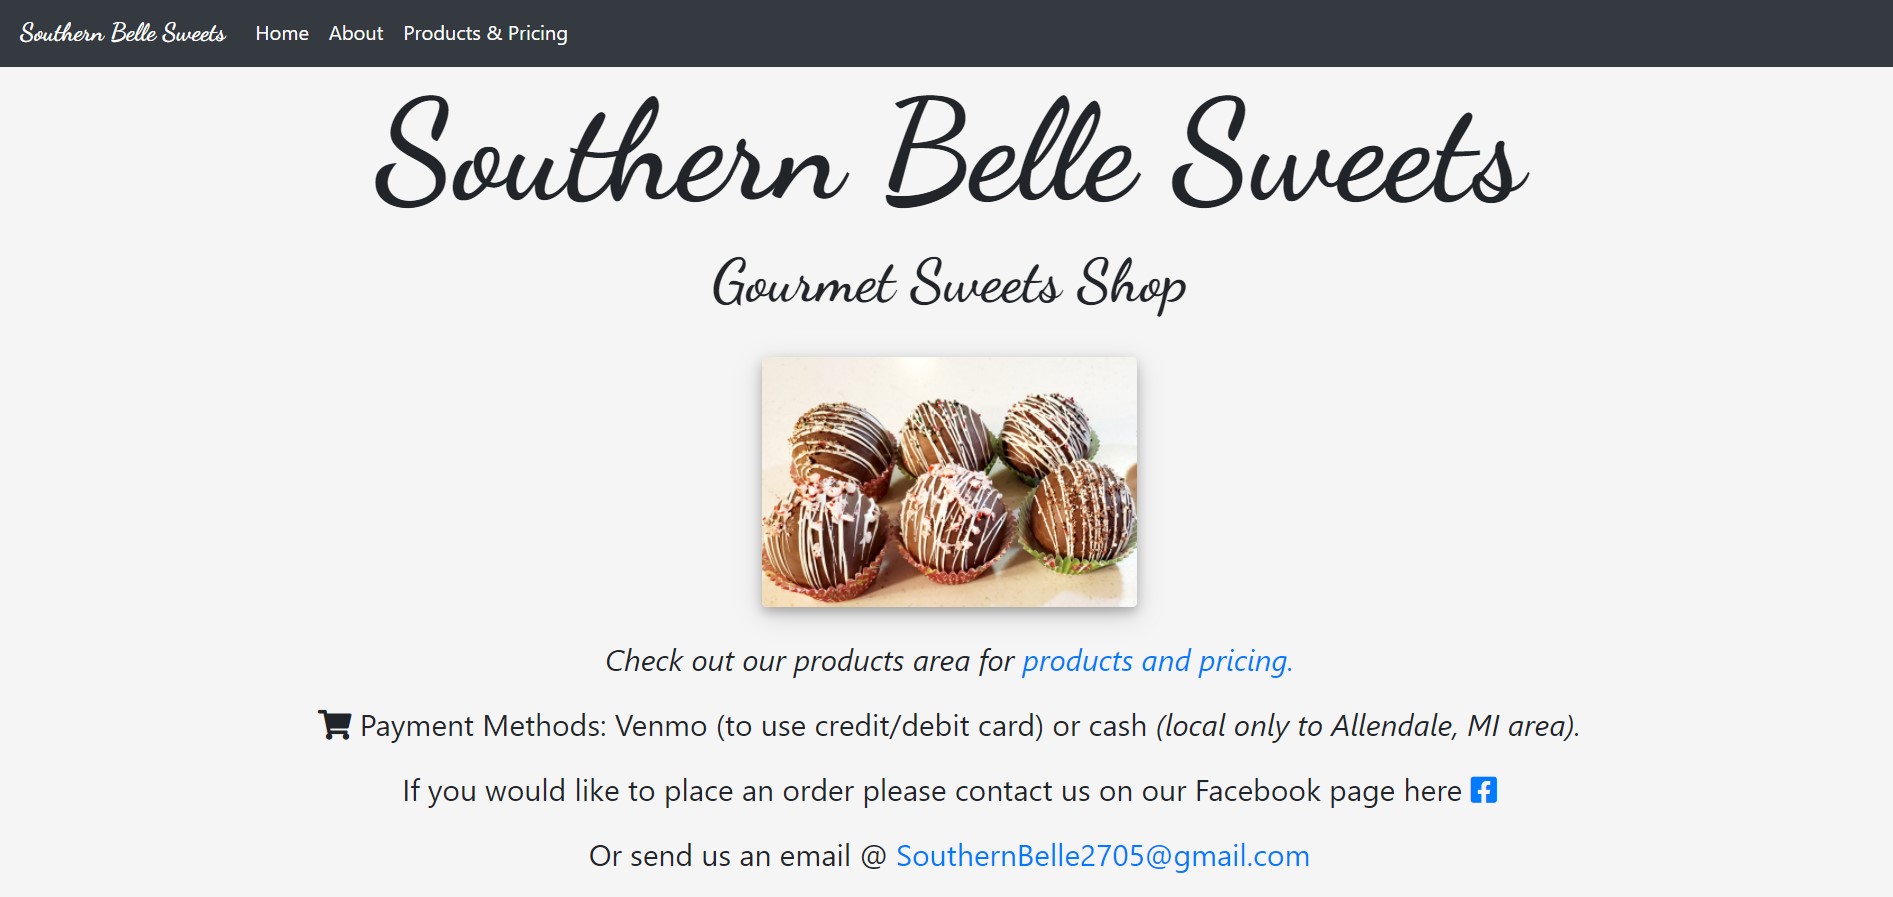 Southern Belle Sweets Home About Products & Pricing
Southern Belle Sweets
Gourmet Sweets Shop
Check out our products area for products and pricing.
Payment Methods: Venmo (to use credit/debit card) or cash (local only to Allendale, MI area).
If you would like to place an order please contact us on our Facebook page here
Or send us an email @ SouthernBelle2705@gmail.com